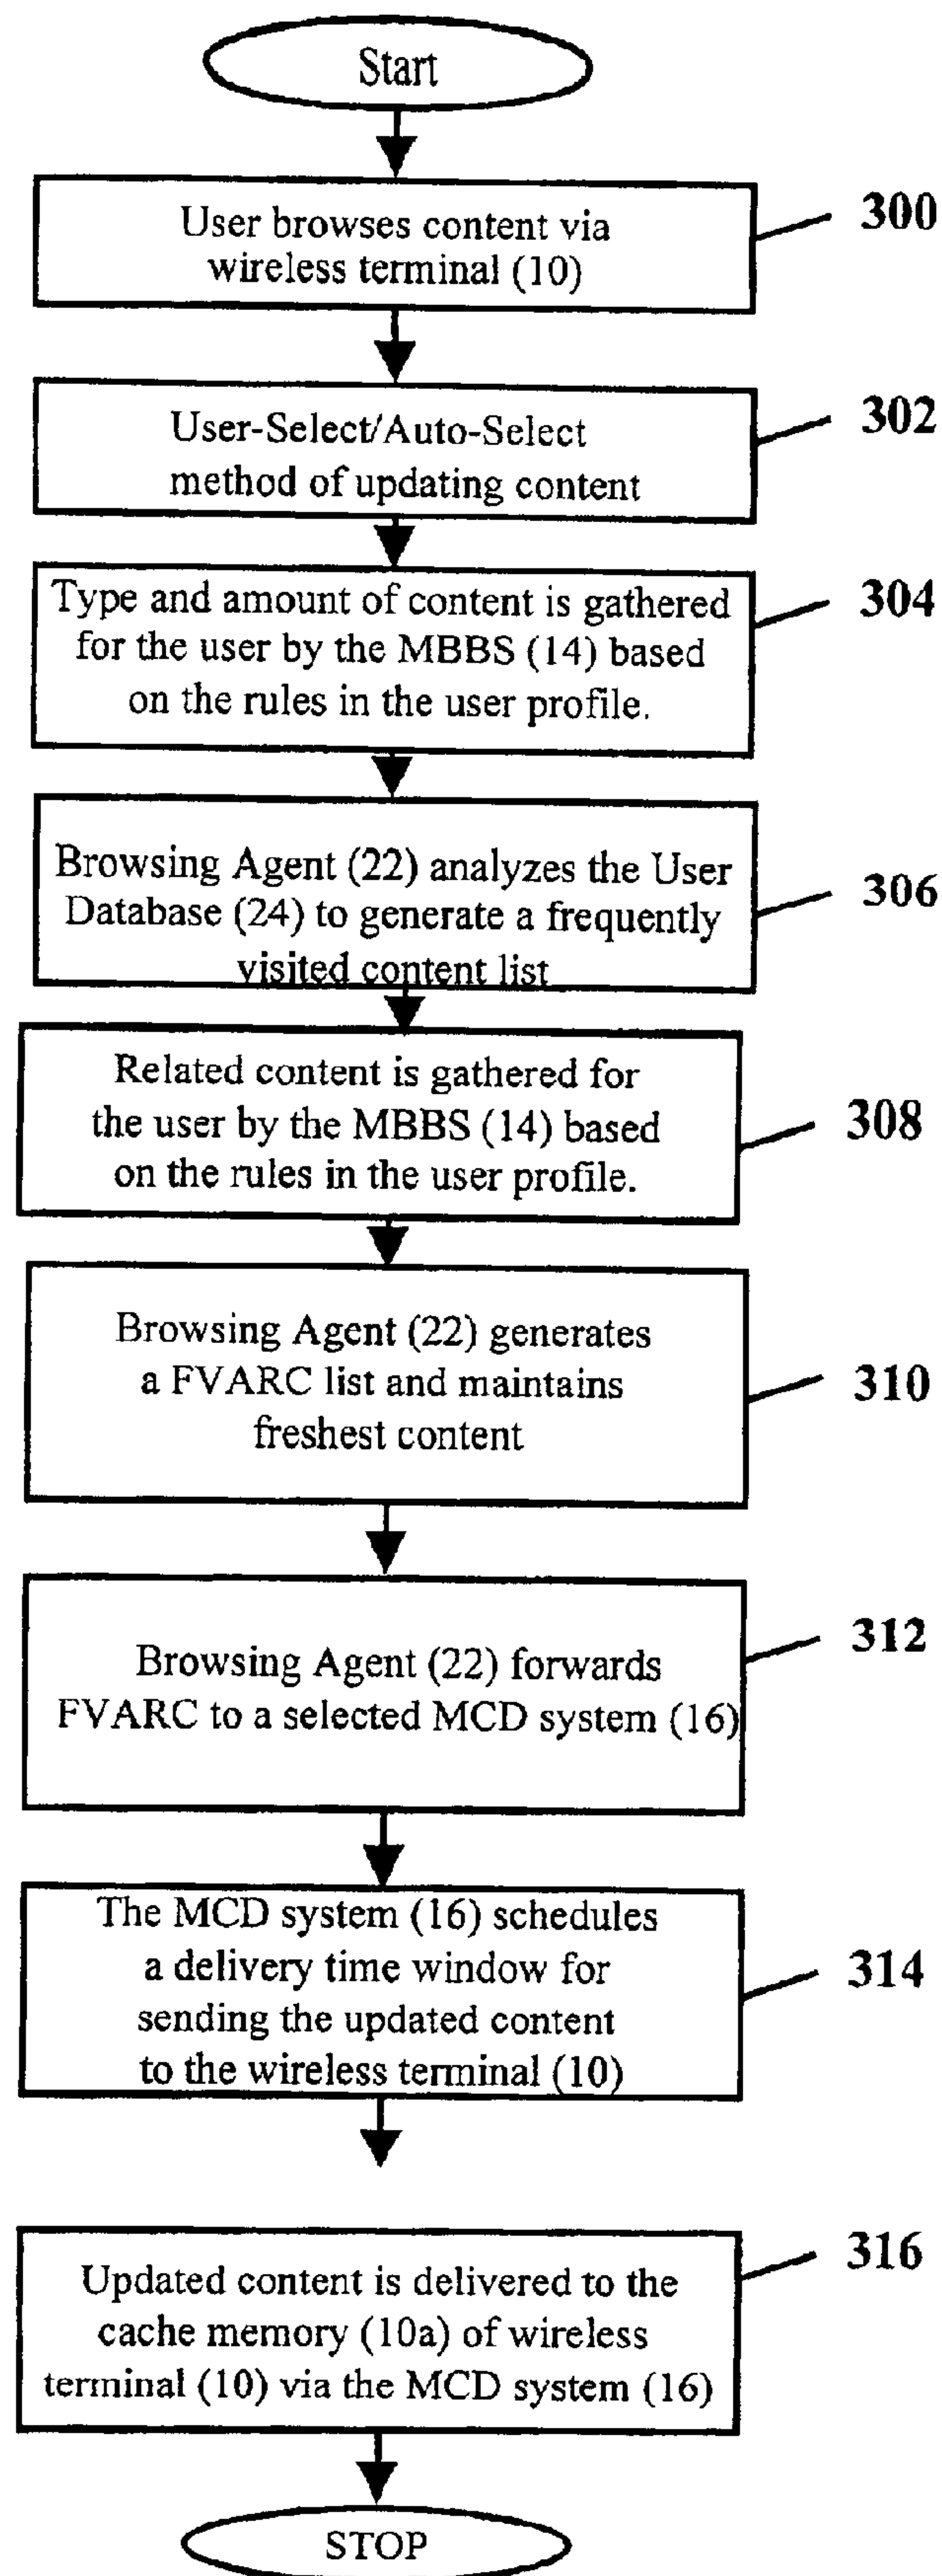 Start
User browses content via
wireless terminal (10)
300
User-Select/Auto-Select
method of updating content
302
Type and amount of content is gathered
for the user by the MBBS (14) based
on the rules in the user profile.
304
Browsing Agent (22) analyzes the User
Database (24) to generate a frequently
visited content list
306
Related content is gathered for
the user by the MBBS (14) based
on the rules in the user profile.
308
Browsing Agent (22) generates
a FVARC list and maintains
freshest content
310
Browsing Agent (22) forwards
FVARC to a selected MCD system (16)
312
The MCD system (16) schedules
a delivery time window for
sending the updated content
to the wireless terminal (10)
314
Updated content is delivered to the
cache memory (10a) of wireless
terminal (10) via the MCD system (16)
316
STOP